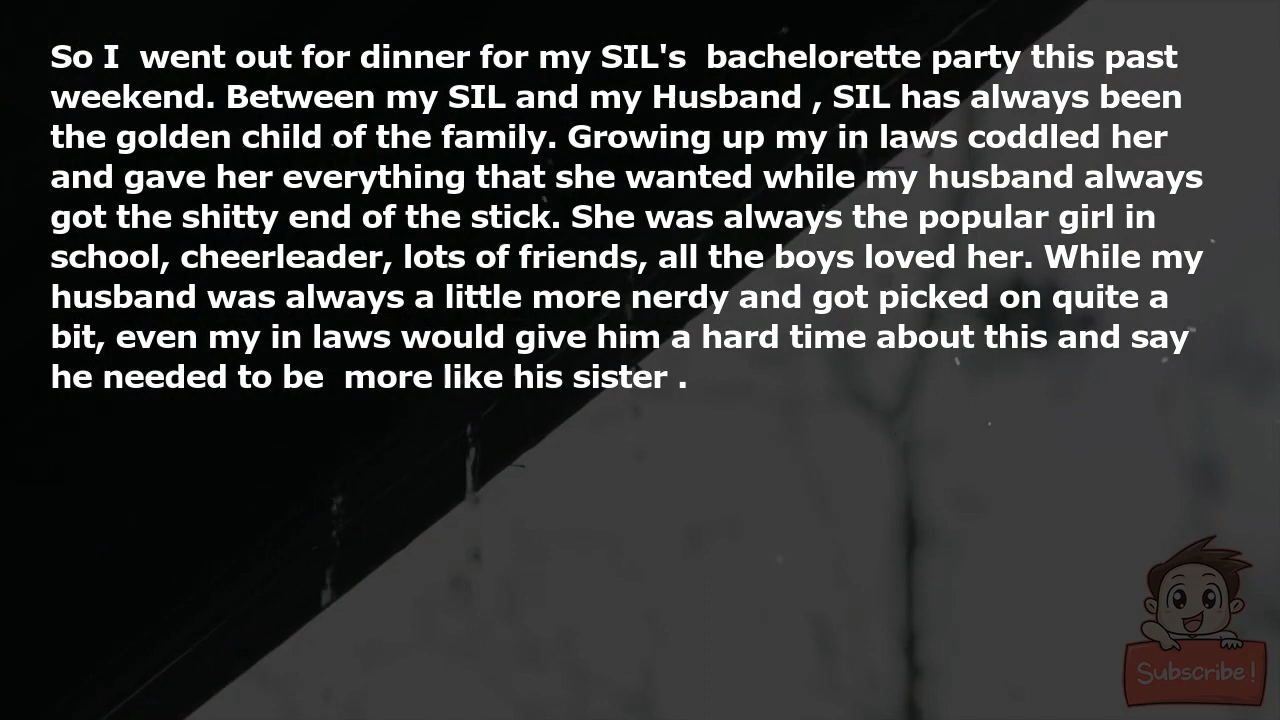 So I  went out for dinner for my SIL's  bachelorette party this past
weekend. Between my SIL and my Husband , SIL has always been
the golden child of the family. Growing up my in laws coddled her
and gave her everything that she wanted while my husband always
got the shitty end of the stick. She was always the popular girl in
school, cheerleader, lots of friends, all the boys loved her. While my
husband was always a little more nerdy and got picked on quite a
bit, even my in laws would give him a hard time about this and say
he needed to be  more like his sister .
Subscribe!